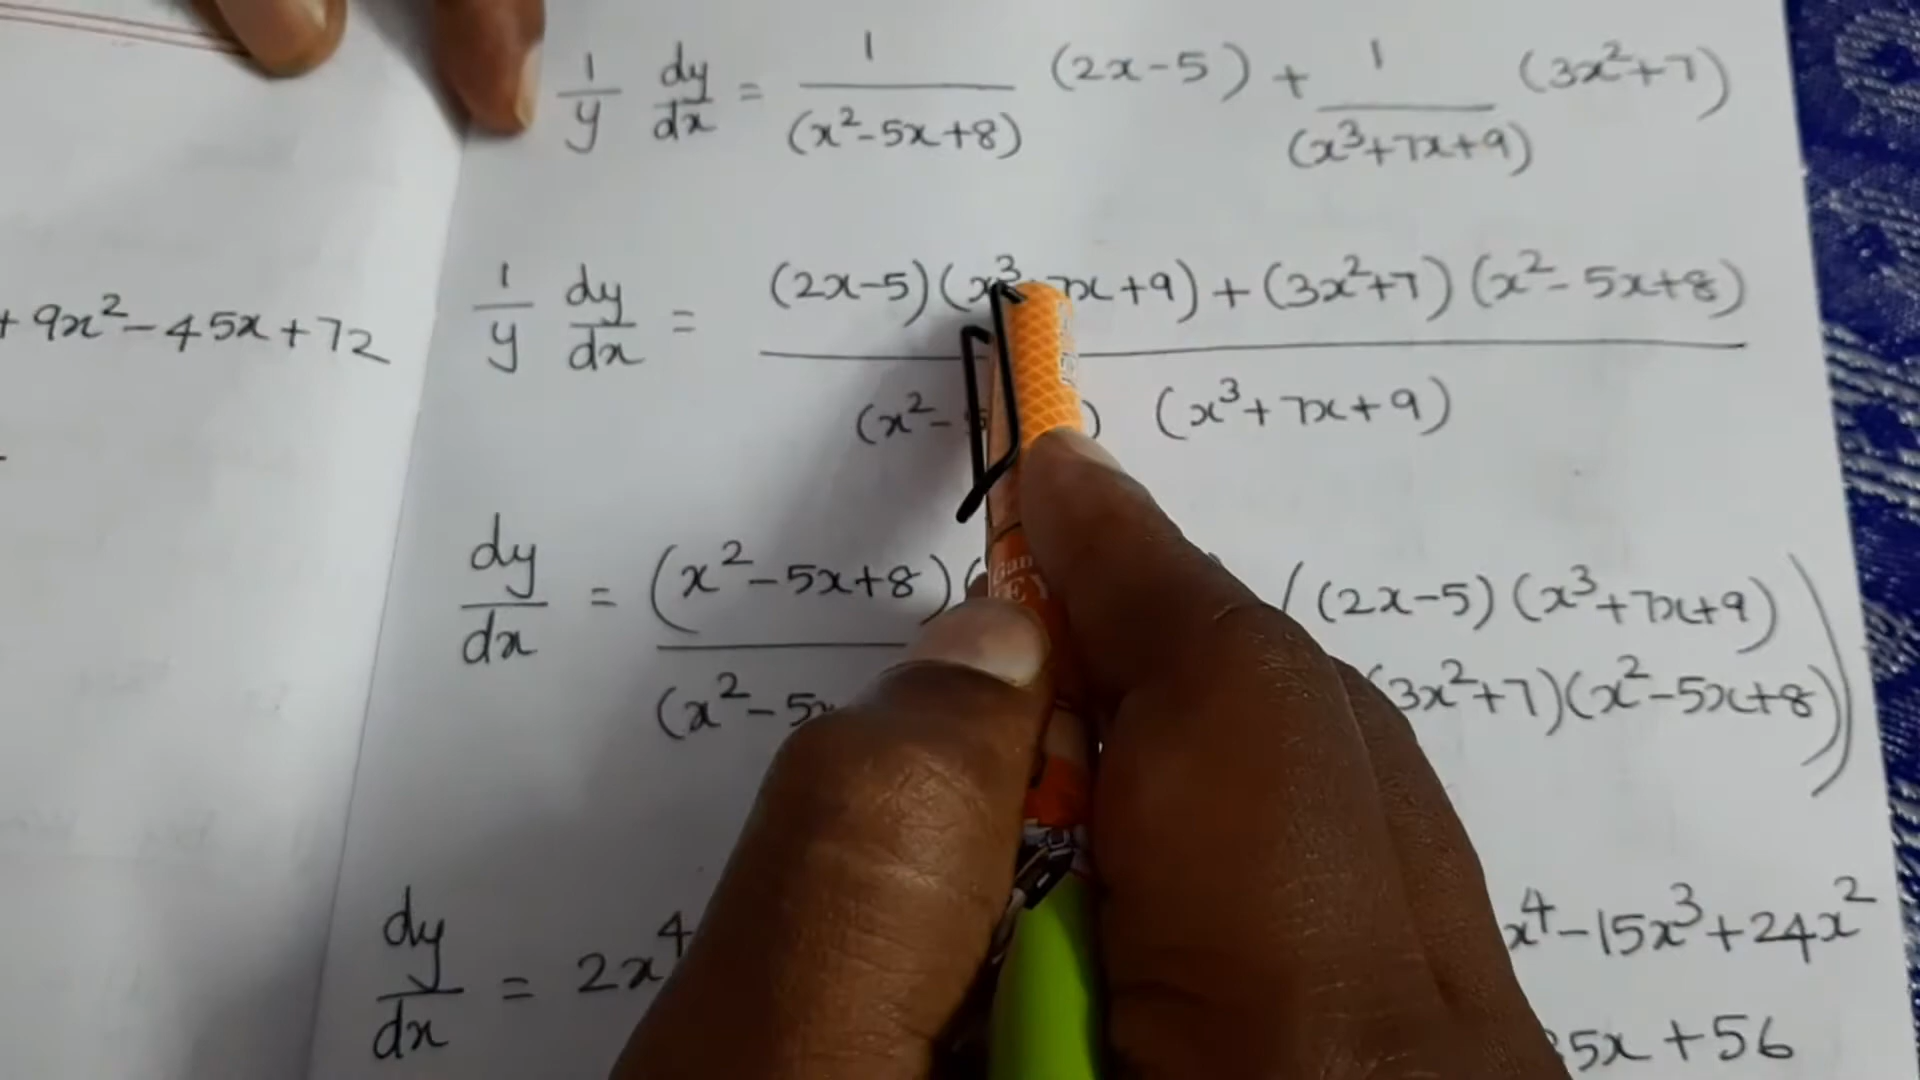 + 9x² - 45x + 72
1/y dy/dx = 1/(x² - 5x + 8) (2x - 5) + 1/(x³ + 7x + 9) (3x² + 7)
1/y dy/dx = (2x - 5)(x³ 7x + 9) + (3x² + 7)(x² - 5x + 8)
(x² - 5 ) (x³ + 7x + 9)
dy/dx = (x² - 5x + 8)( ((2x - 5)(x³ + 7x + 9)
(x² - 5x (3x² + 7)(x² - 5x + 8))
dy/dx = 2x⁴ x⁴ - 15x³ + 24x²
5x + 56